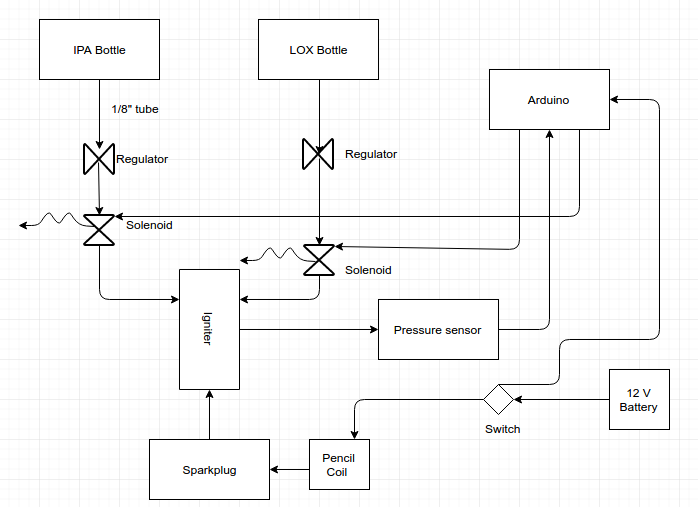 IPA Bottle
LOX Bottle
Arduino
1/8" tube
Regulator
Regulator
Solenoid
Solenoid
Igniter
Pressure sensor
12 V
Battery
Switch
Pencil
Coil
Sparkplug